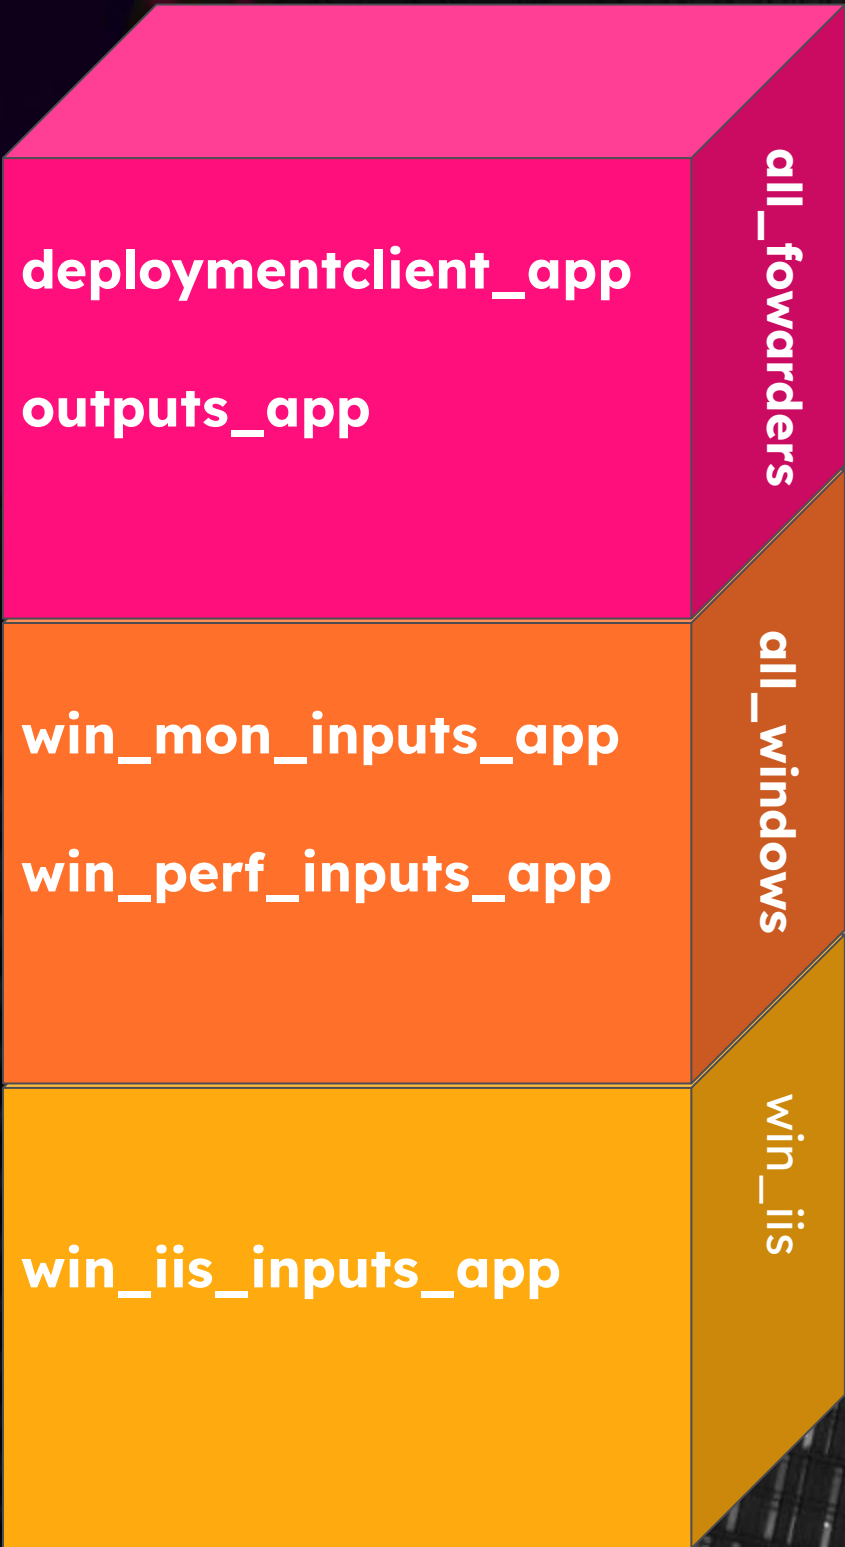 deploymentclient_app
outputs_app
all_fowarders
win_mon_inputs_app
win_perf_inputs_app
all_windows
win_iis_inputs_app
win_iis